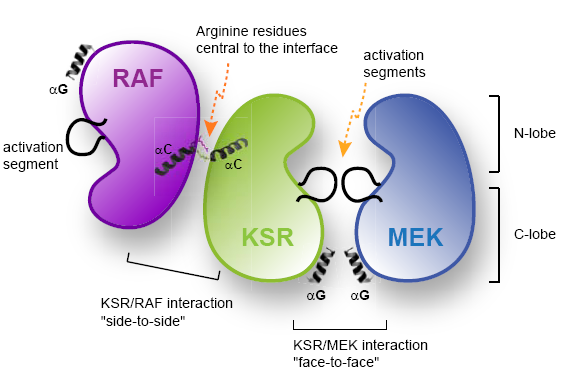 Arginine residues
central to the interface
activation
segments
RAF
αG
activation
segment
αC
αC
N-lobe
KSR
MEK
C-lobe
αG
αG
KSR/RAF interaction
"side-to-side"
KSR/MEK interaction
"face-to-face"